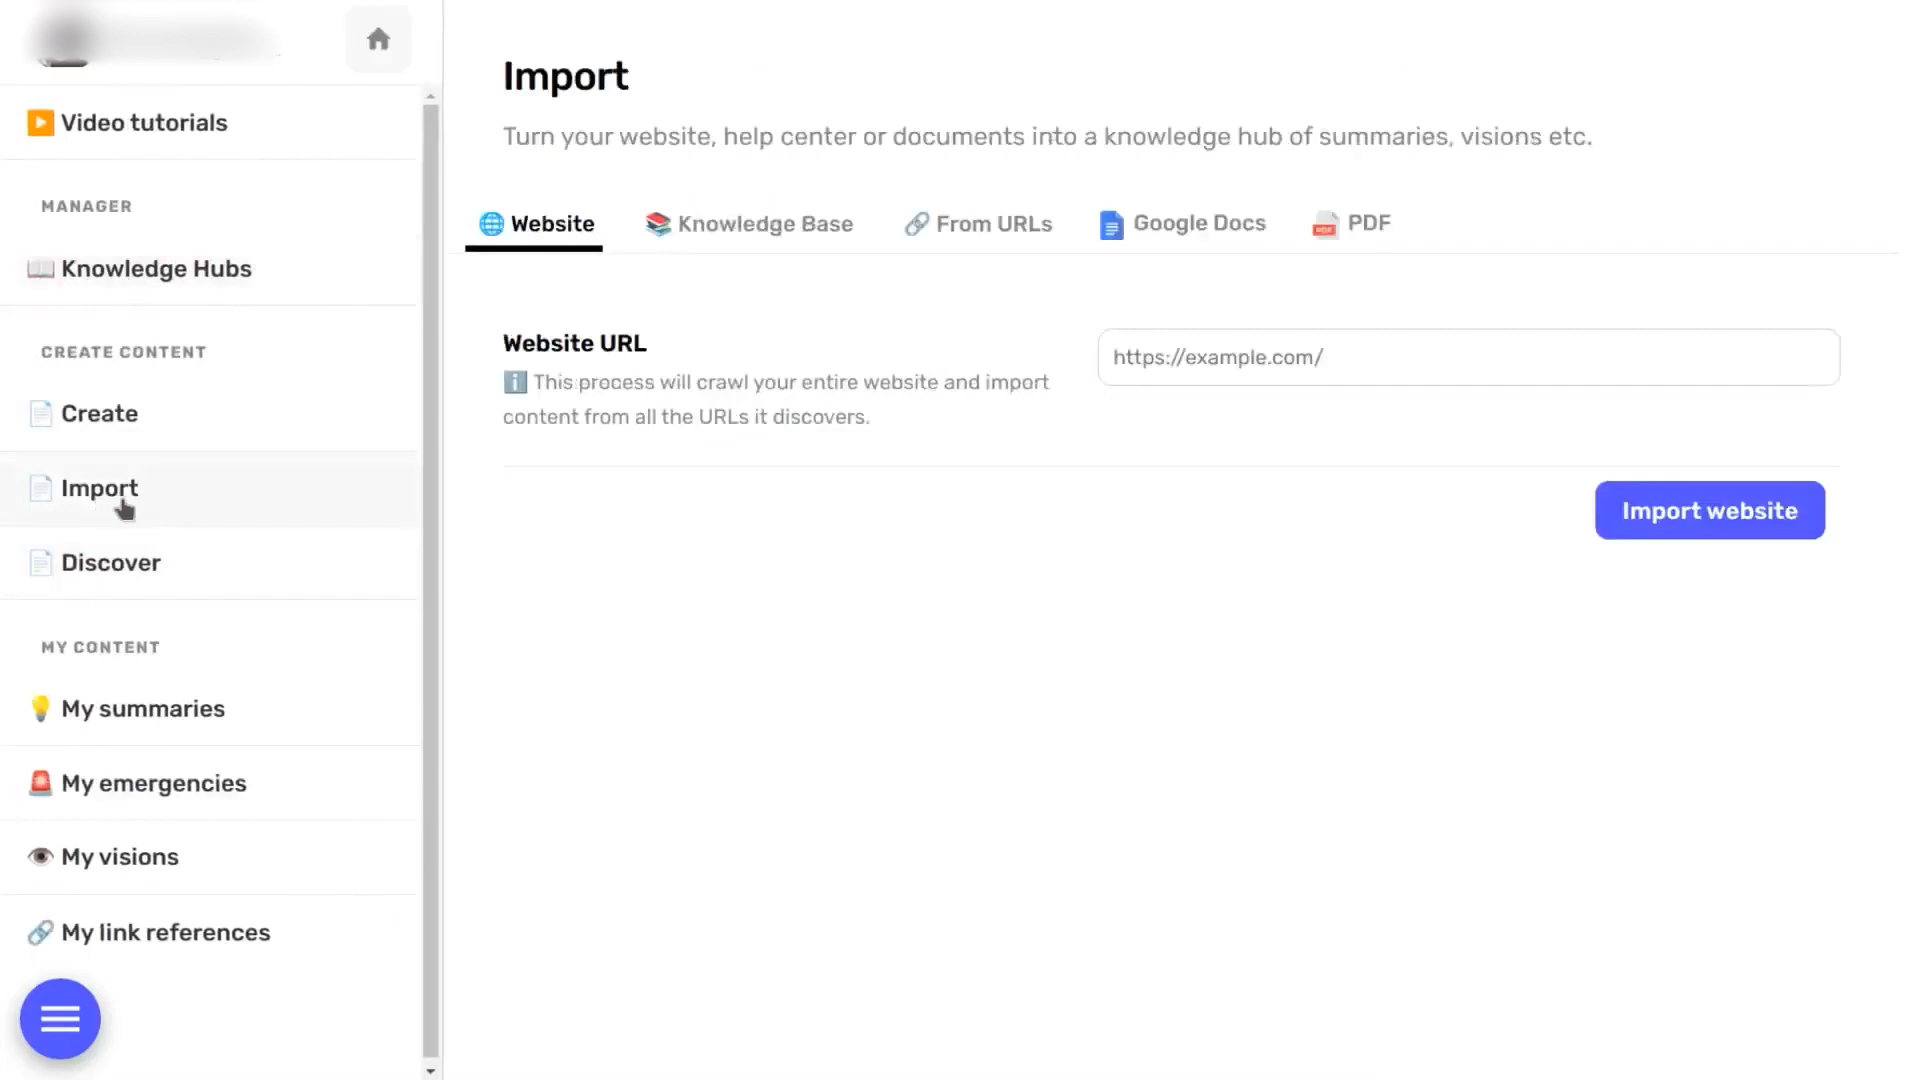 Video tutorials
MANAGER
Knowledge Hubs
CREATE CONTENT
Create
Import
Discover
MY CONTENT
My summaries
My emergencies
My visions
My link references
Import
Turn your website, help center or documents into a knowledge hub of summaries, visions etc.
Website Knowledge Base From URLs Google Docs PDF
Website URL
This process will crawl your entire website and import
content from all the URLs it discovers.
https://example.com/
Import website